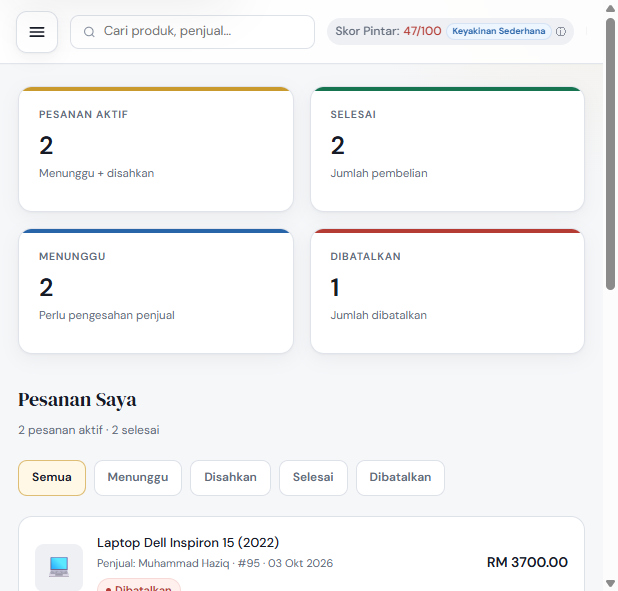 Cari produk, penjual...
Skor Pintar: 47/100 Keyakinan Sederhana ⓘ
PESANAN AKTIF
2
Menunggu + disahkan
SELESAI
2
Jumlah pembelian
MENUNGGU
2
Perlu pengesahan penjual
DIBATALKAN
1
Jumlah dibatalkan
Pesanan Saya
2 pesanan aktif · 2 selesai
Semua Menunggu Disahkan Selesai Dibatalkan
Laptop Dell Inspiron 15 (2022)
Penjual: Muhammad Haziq · #95 · 03 Okt 2026
RM 3700.00
Dibatalkan